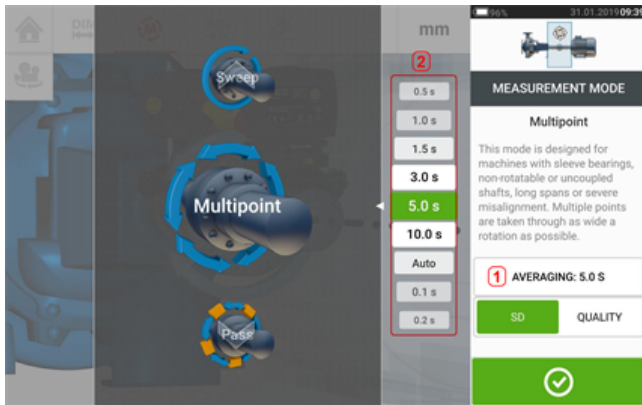 DIM
mm
96%
31.01.2019 09:39
Sweep
Multipoint
Pass
2
0.5 s
1.0 s
1.5 s
3.0 s
5.0 s
10.0 s
Auto
0.1 s
0.2 s
MEASUREMENT MODE
Multipoint
This mode is designed for
machines with sleeve bearings,
non-rotatable or uncoupled
shafts, long spans or severe
misalignment. Multiple points
are taken through as wide a
rotation as possible.
1 AVERAGING: 5.0 S
SD QUALITY